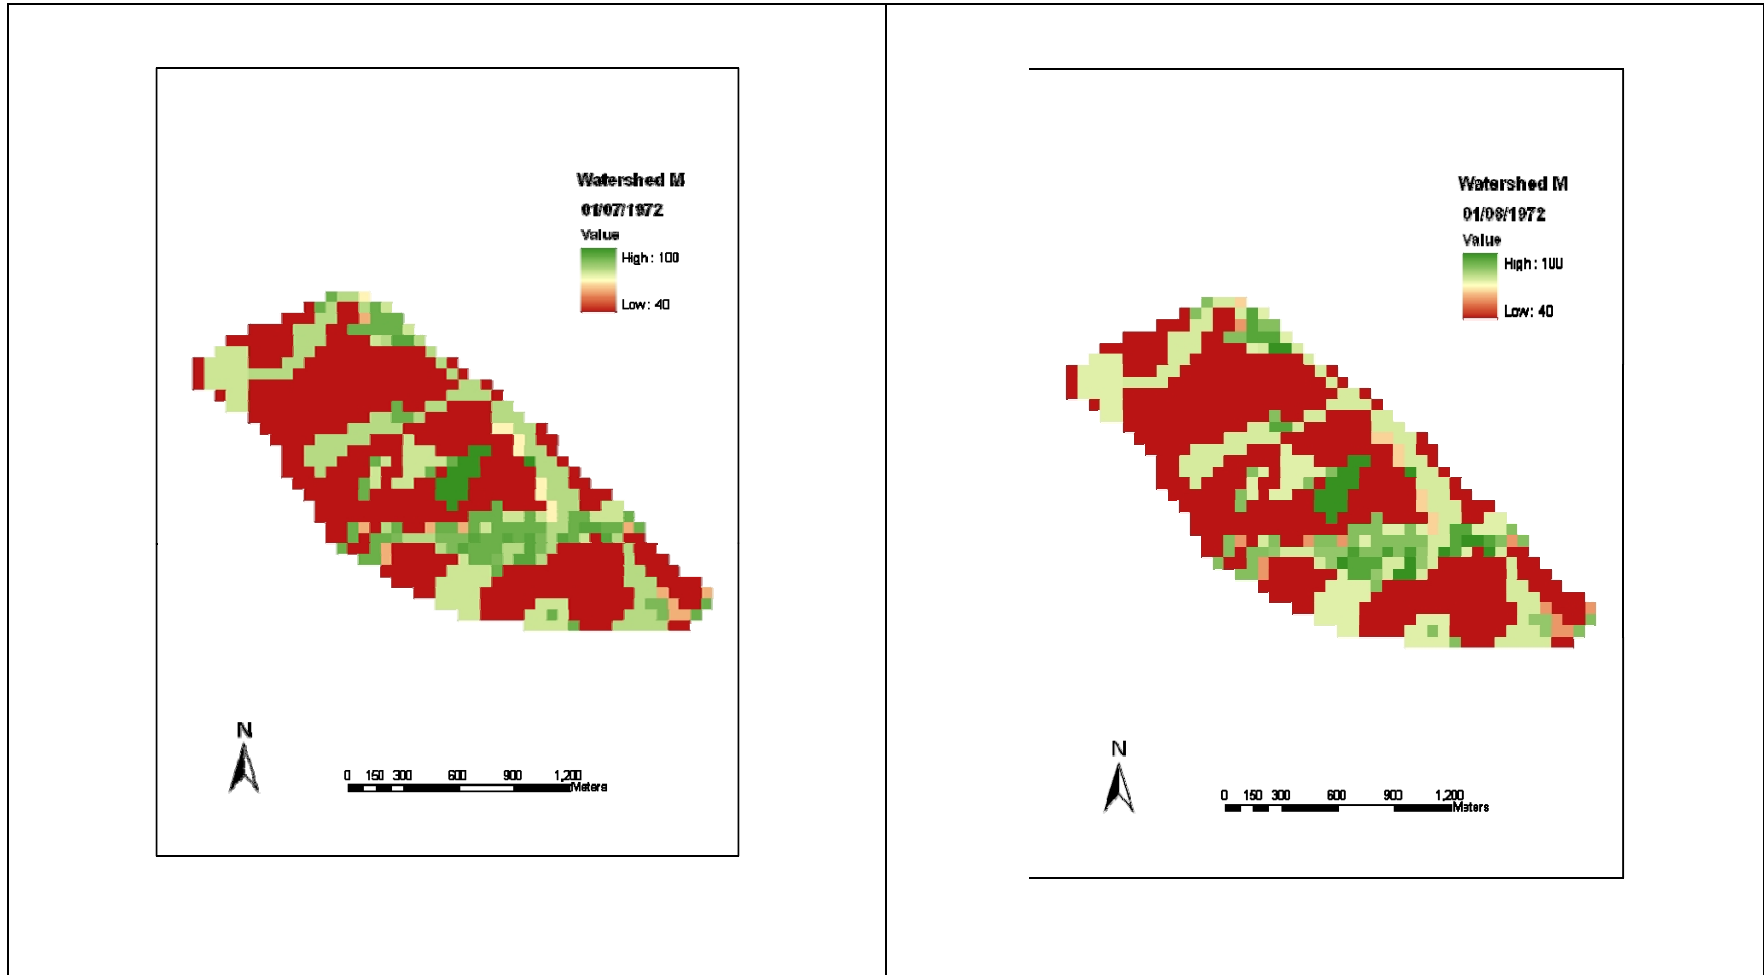 Watershed M
01/07/1972
Value
High : 100
Low : 40
N
0 150 300 600 900 1,200
Meters
Watershed M
01/08/1972
Value
High : 100
Low : 40
N
0 150 300 600 900 1,200
Meters